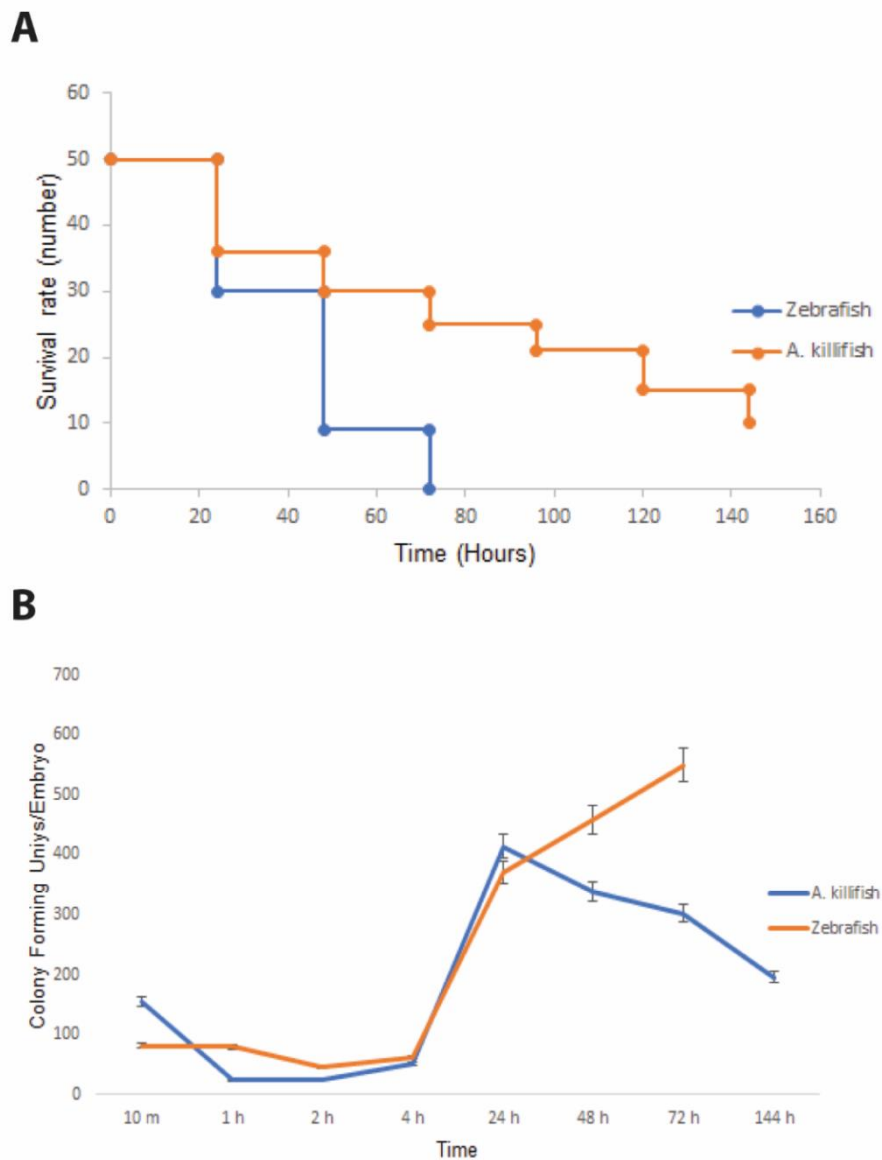 A
60
50
40
30
20
10
0
0 20 40 60 80 100 120 140 160
Survival rate (number)
Time (Hours)
Zebrafish
A. killifish
B
700
600
500
400
300
200
100
0
10 m 1 h 2 h 4 h 24 h 48 h 72 h 144 h
Colony Forming Uniys/Embryo
Time
A. killifish
Zebrafish